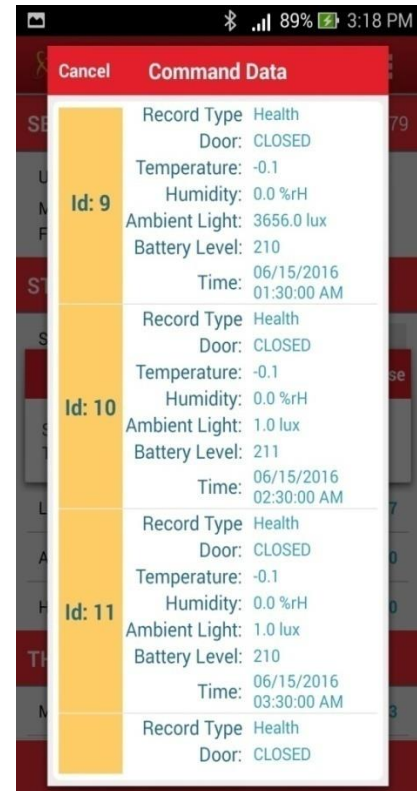 89% 3:18 PM
Cancel Command Data
Id: 9
Record Type Health
Door: CLOSED
Temperature: -0.1
Humidity: 0.0 %rH
Ambient Light: 3656.0 lux
Battery Level: 210
Time: 06/15/2016
01:30:00 AM
Id: 10
Record Type Health
Door: CLOSED
Temperature: -0.1
Humidity: 0.0 %rH
Ambient Light: 1.0 lux
Battery Level: 211
Time: 06/15/2016
02:30:00 AM
Id: 11
Record Type Health
Door: CLOSED
Temperature: -0.1
Humidity: 0.0 %rH
Ambient Light: 1.0 lux
Battery Level: 210
Time: 06/15/2016
03:30:00 AM
Record Type Health
Door: CLOSED